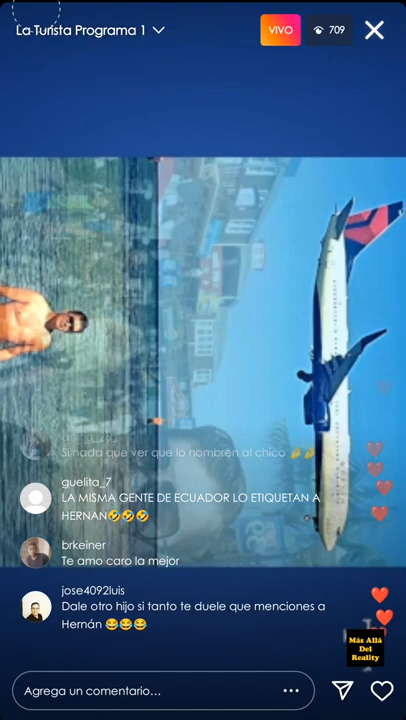 La Turista Programa 1
VIVO
709
Si nada que ver que lo nombren al chico
guelita_7
LA MISMA GENTE DE ECUADOR LO ETIQUETAN A
HERNAN🤣🤣🤣
brkeiner
Te amo caro la mejor
jose4092luis
Dale otro hijo si tanto te duele que menciones a
Hernán 😂😂😂
Más Allá
Del
Reality
Agrega un comentario...